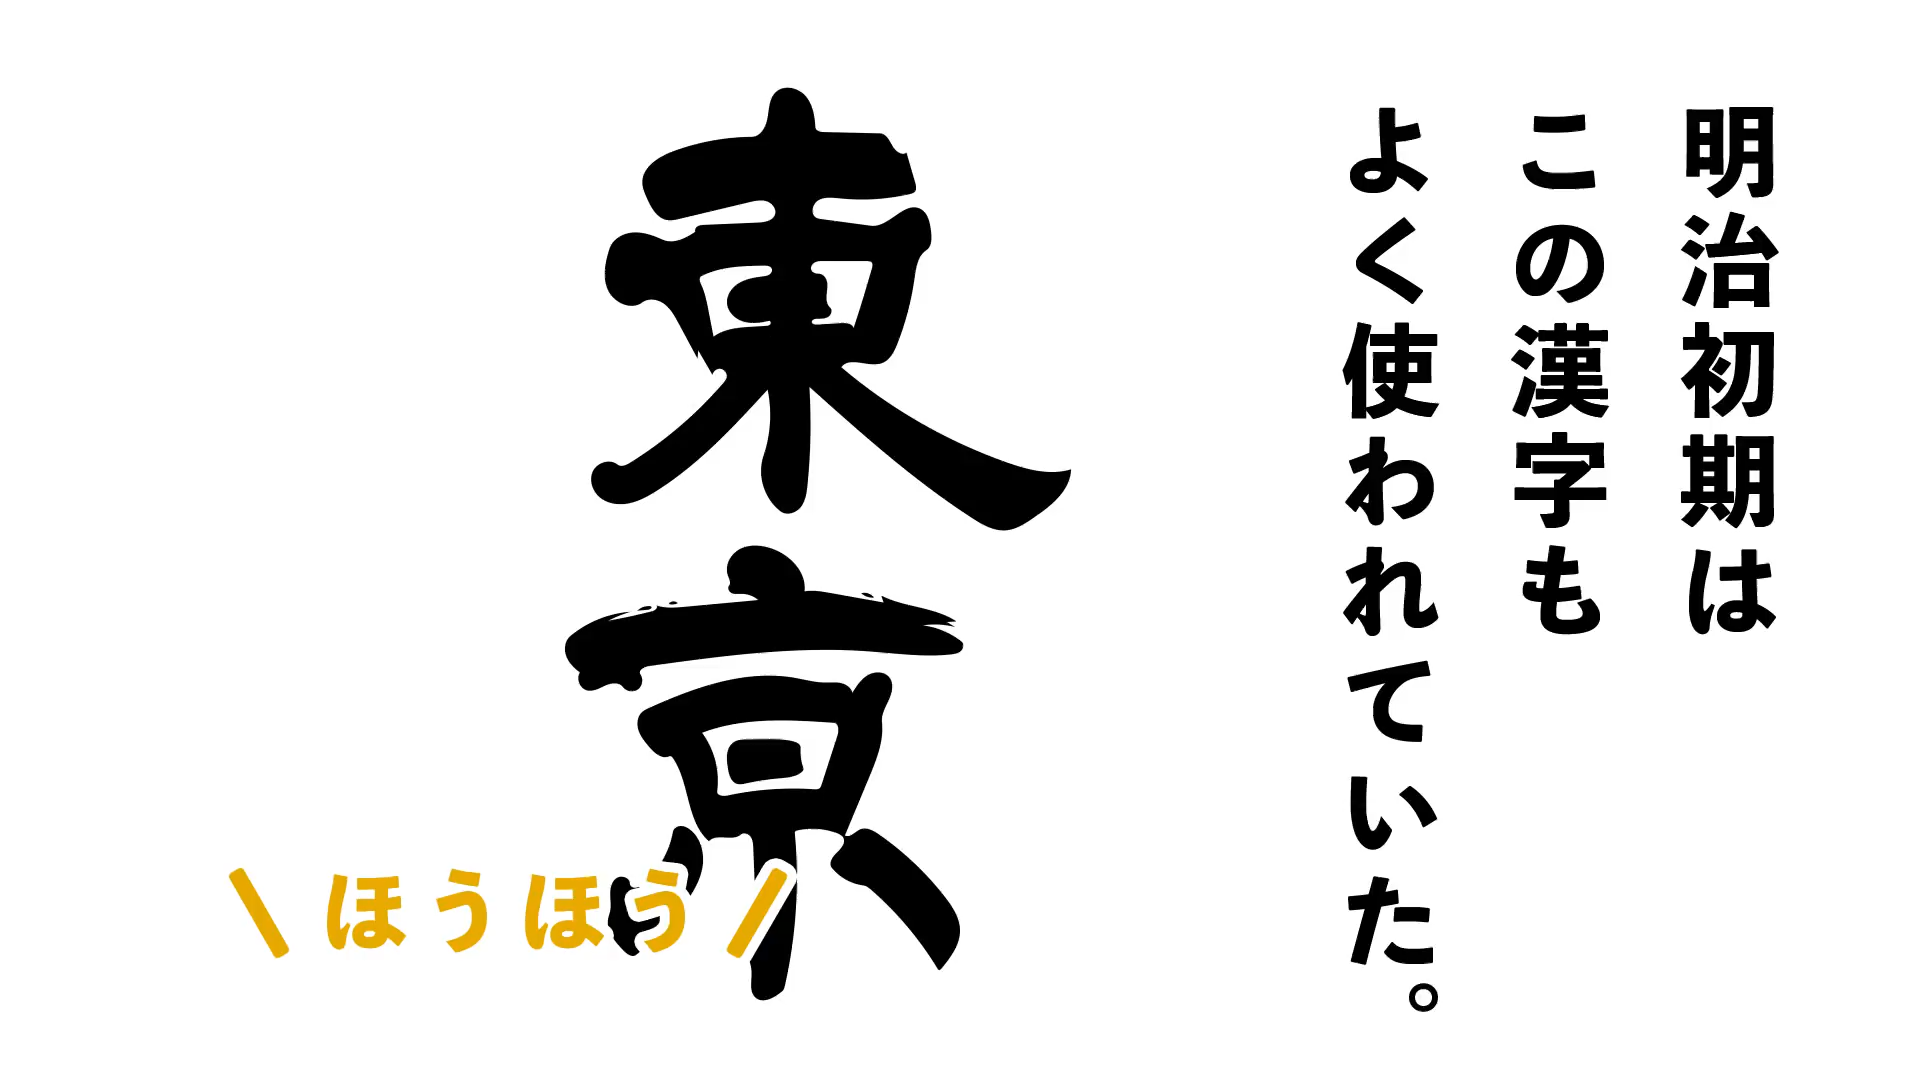 明治初期は
この漢字も
よく使われていた。
東亰
\ほうほう/